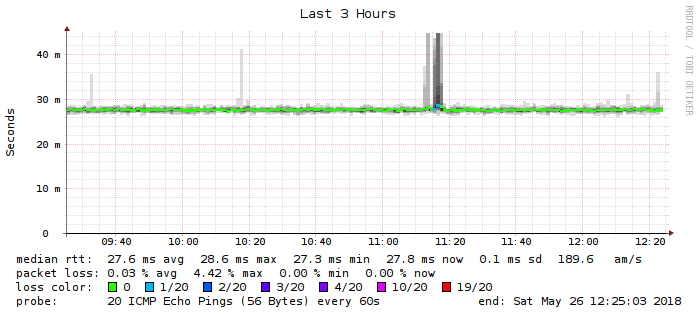 Last 3 Hours
RRDTOOL / TOBI OETIKER
Seconds
40 m
30 m
20 m
10 m
0
09:40 10:00 10:20 10:40 11:00 11:20 11:40 12:00 12:20
median rtt: 27.6 ms avg 28.6 ms max 27.3 ms min 27.8 ms now 0.1 ms sd 189.6 am/s
packet loss: 0.03 % avg 4.42 % max 0.00 % min 0.00 % now
loss color: 0 1/20 2/20 3/20 4/20 10/20 19/20
probe: 20 ICMP Echo Pings (56 Bytes) every 60s end: Sat May 26 12:25:03 2018